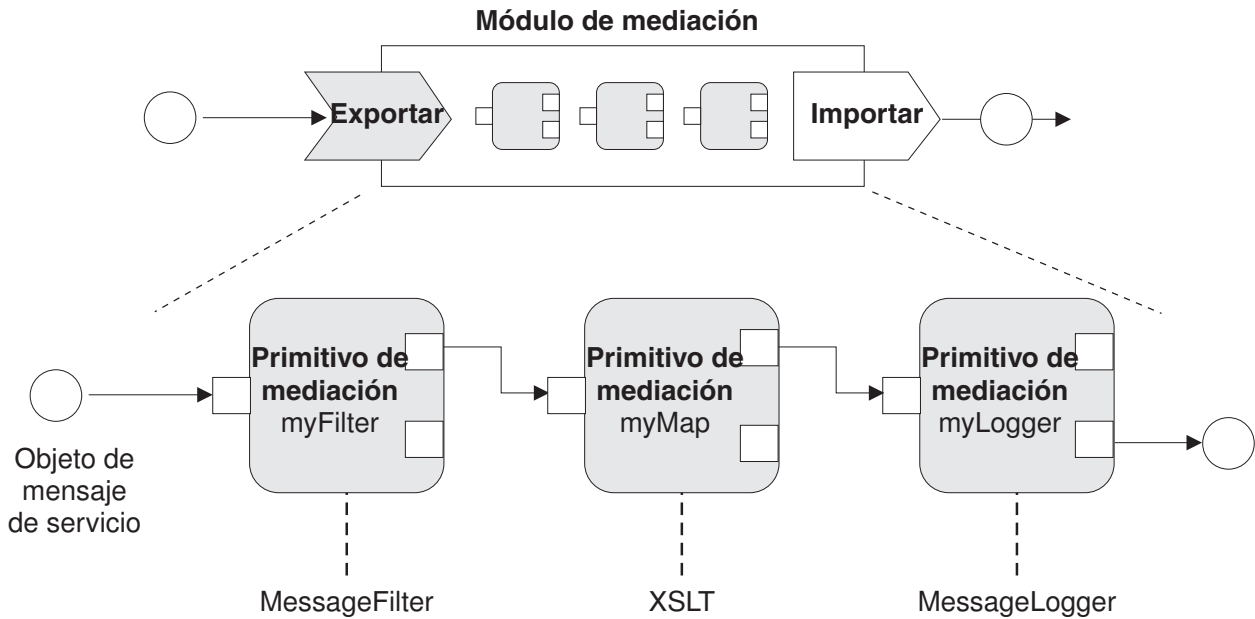 Módulo de mediación
Exportar
Importar
Primitivo de
mediación
myFilter
Primitivo de
mediación
myMap
Primitivo de
mediación
myLogger
Objeto de
mensaje
de servicio
MessageFilter
XSLT
MessageLogger